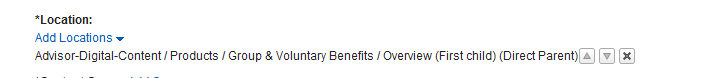 *Location:
Add Locations
Advisor-Digital-Content / Products / Group & Voluntary Benefits / Overview (First child) (Direct Parent)